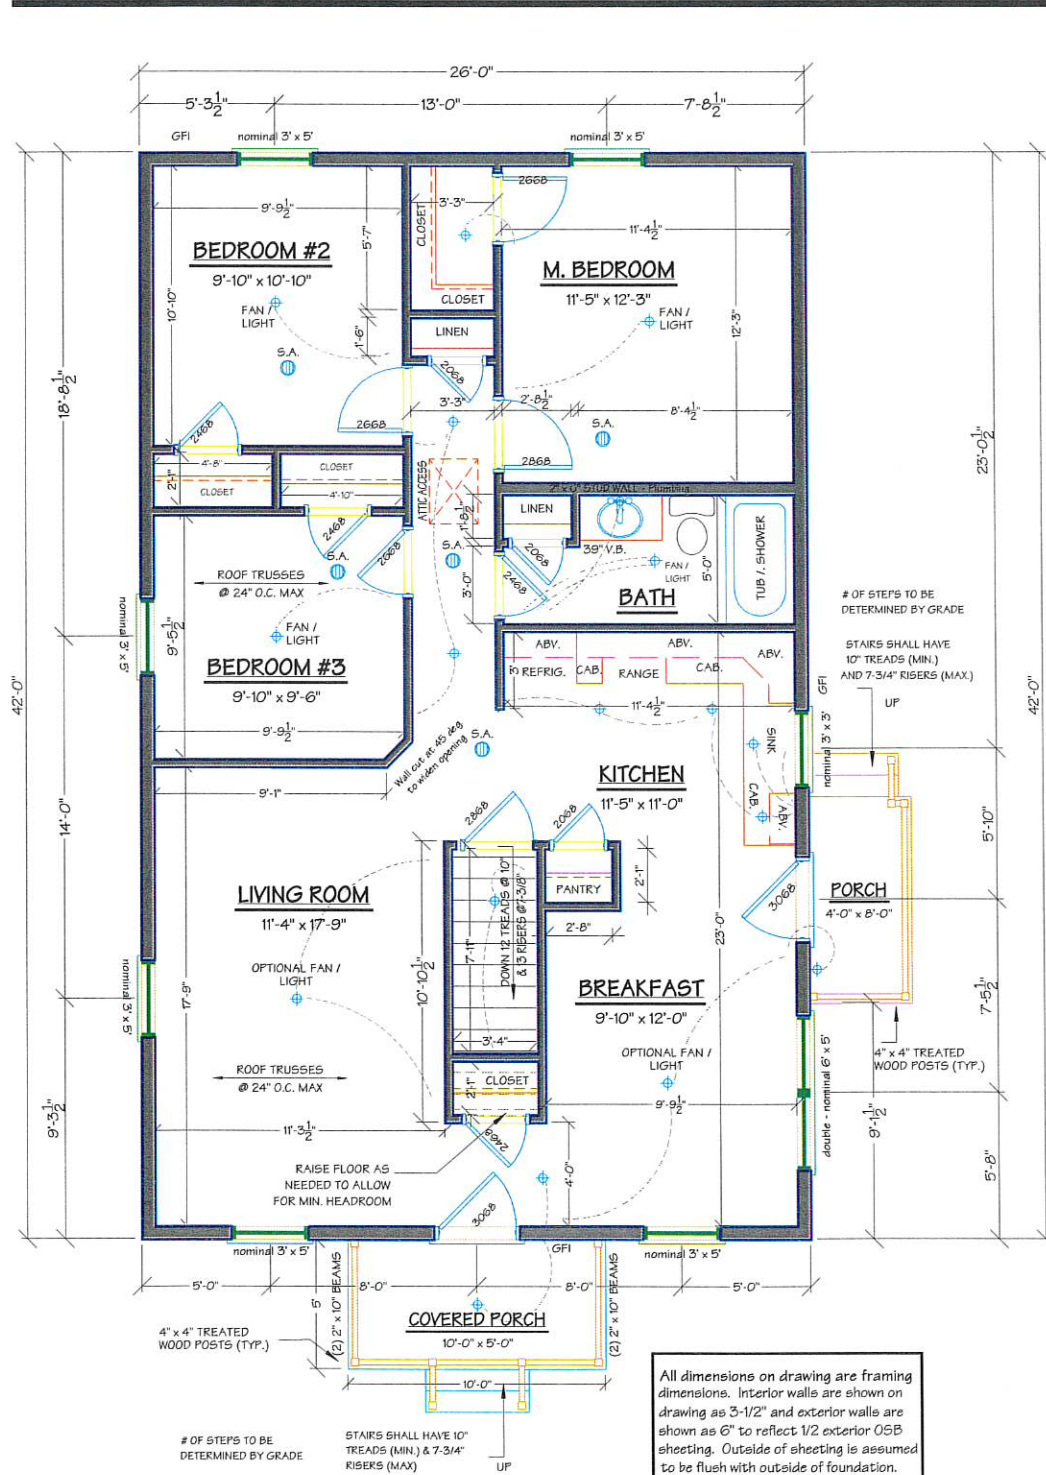 26'-0"
5'-3 1/2"
13'-0"
7'-8 1/2"
GFI
nominal 3' x 5'
nominal 3' x 5'
2668
3'-3"
9'-9 1/2"
CLOSET
11'-4 1/2"
5'-7"
BEDROOM #2
9'-10" x 10'-10"
M. BEDROOM
11'-5" x 12'-3"
10'-10"
CLOSET
FAN /
LIGHT
FAN /
LIGHT
12'-3"
1'-6"
LINEN
S.A.
2068
18'-8 1/2"
3'-3"
2'-8 1/2"
8'-4 1/2"
2668
S.A.
2468
23'-0 1/2"
2868
4'-8"
CLOSET
2'-1"
CLOSET
4'-10"
ATTIC ACCESS
2" x 6" STUD WALL - Plumbing
LINEN
1'-8 1/2"
2468
2668
S.A.
S.A.
39" V.B.
2068
2468
FAN /
LIGHT
5'-0"
TUB / SHOWER
3'-0"
BATH
ROOF TRUSSES
@ 24" O.C. MAX
nominal 3' x 5'
9'-5 1/2"
FAN /
LIGHT
BEDROOM #3
9'-10" x 9'-6"
# OF STEPS TO BE
DETERMINED BY GRADE
STAIRS SHALL HAVE
10" TREADS (MIN.)
AND 7-3/4" RISERS (MAX.)
UP
ABV.
ABV.
ABV.
REFRIG.
CAB.
RANGE
CAB.
3'
GFI
11'-4 1/2"
42'-0"
42'-0"
9'-9 1/2"
Wall cut at 45 deg
to widen opening
S.A.
SINK
nominal 3' x 3'
KITCHEN
11'-5" x 11'-0"
9'-1"
CAB.
ABV.
2868
2068
14'-0"
5'-10"
LIVING ROOM
11'-4" x 17'-9"
DOWN 12 TREADS @ 10"
& 3 RISERS @7-3/8"
PANTRY
2'-1"
3068
PORCH
4'-0" x 8'-0"
2'-8"
23'-0"
7'-11"
10'-10 1/2"
OPTIONAL FAN /
LIGHT
nominal 3' x 5'
17'-9"
BREAKFAST
9'-10" x 12'-0"
7'-5 1/2"
3'-4"
OPTIONAL FAN /
LIGHT
4" x 4" TREATED
WOOD POSTS (TYP.)
double - nominal 6' x 5'
ROOF TRUSSES
@ 24" O.C. MAX
CLOSET
2'-1"
9'-9 1/2"
9'-3 1/2"
9'-1 1/2"
11'-3 1/2"
2468
5'-8"
RAISE FLOOR AS
NEEDED TO ALLOW
FOR MIN. HEADROOM
4'-0"
3068
nominal 3' x 5'
GFI
nominal 3' x 5'
5'-0"
8'-0"
8'-0"
5'-0"
(2) 2" x 10" BEAMS
(2) 2" x 10" BEAMS
5'
COVERED PORCH
10'-0" x 5'-0"
4" x 4" TREATED
WOOD POSTS (TYP.)
10'-0"
# OF STEPS TO BE
DETERMINED BY GRADE
STAIRS SHALL HAVE 10"
TREADS (MIN.) & 7-3/4"
RISERS (MAX)
UP
All dimensions on drawing are framing
dimensions. Interior walls are shown on
drawing as 3-1/2" and exterior walls are
shown as 6" to reflect 1/2 exterior OSB
sheeting. Outside of sheeting is assumed
to be flush with outside of foundation.